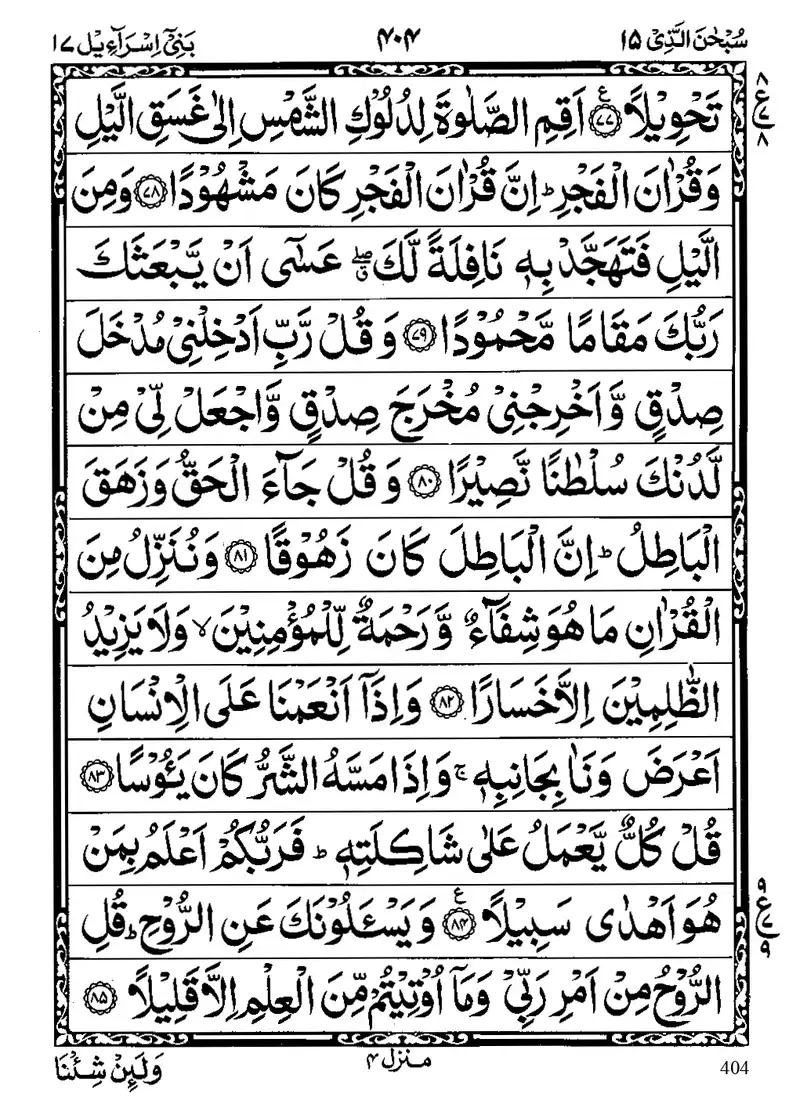 سُبْحٰنَ الَّذِیْۤ ۱۵
۴۰۴
بَنِیْۤ اِسْرَآءِیْل ۱۷
تَحْوِیْلًا ﴿۷۷﴾ ع اَقِمِ الصَّلٰوةَ لِدُلُوْكِ الشَّمْسِ اِلٰى غَسَقِ الَّیْلِ
۸ ع ۷ ۸
وَ قُرْاٰنَ الْفَجْرِ ؕ اِنَّ قُرْاٰنَ الْفَجْرِ كَانَ مَشْهُوْدًا ﴿۷۸﴾ وَ مِنَ
الَّیْلِ فَتَهَجَّدْ بِهٖ نَافِلَةً لَّكَ ۖۗ عَسٰۤى اَنْ یَّبْعَثَكَ
رَبُّكَ مَقَامًا مَّحْمُوْدًا ﴿۷۹﴾ وَ قُلْ رَّبِّ اَدْخِلْنِیْ مُدْخَلَ
صِدْقٍ وَّ اَخْرِجْنِیْ مُخْرَجَ صِدْقٍ وَّ اجْعَلْ لِّیْ مِنْ
لَّدُنْكَ سُلْطٰنًا نَّصِیْرًا ﴿۸۰﴾ وَ قُلْ جَآءَ الْحَقُّ وَ زَهَقَ
الْبَاطِلُ ؕ اِنَّ الْبَاطِلَ كَانَ زَهُوْقًا ﴿۸۱﴾ وَ نُنَزِّلُ مِنَ
الْقُرْاٰنِ مَا هُوَ شِفَآءٌ وَّ رَحْمَةٌ لِّلْمُؤْمِنِیْنَ ۙ وَ لَا یَزِیْدُ
الظّٰلِمِیْنَ اِلَّا خَسَارًا ﴿۸۲﴾ وَ اِذَاۤ اَنْعَمْنَا عَلَى الْاِنْسَانِ
اَعْرَضَ وَ نَاٰ بِجَانِبِهٖ ۚ وَ اِذَا مَسَّهُ الشَّرُّ كَانَ یَئُوْسًا ﴿۸۳﴾
قُلْ كُلٌّ یَّعْمَلُ عَلٰى شَاكِلَتِهٖ ؕ فَرَبُّكُمْ اَعْلَمُ بِمَنْ
هُوَ اَهْدٰى سَبِیْلًا ﴿۸۴﴾ ع وَ یَسْـَٔلُوْنَكَ عَنِ الرُّوْحِ ؕ قُلِ
۹ ع ۷ ۹
الرُّوْحُ مِنْ اَمْرِ رَبِّیْ وَ مَاۤ اُوْتِیْتُمْ مِّنَ الْعِلْمِ اِلَّا قَلِیْلًا ﴿۸۵﴾
404
منزل ۴
وَ لَىِٕنْ شِئْنَا